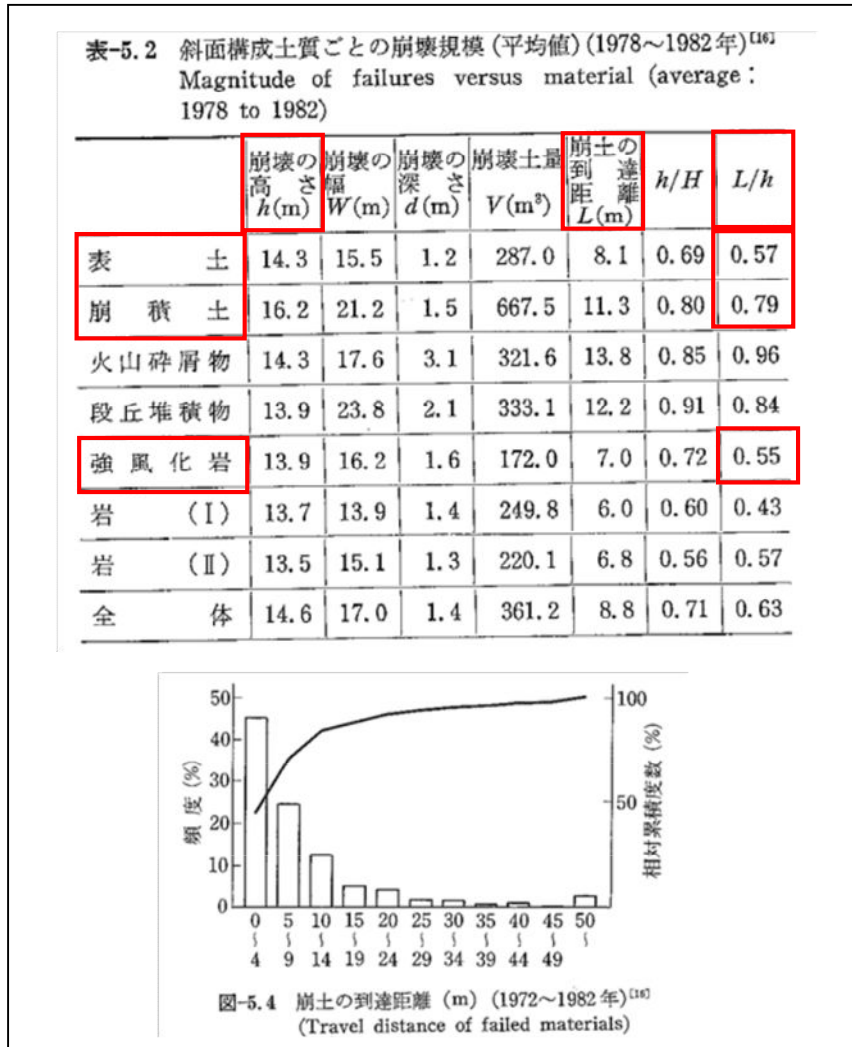 表-5.2 斜面構成土質ごとの崩壊規模(平均値)(1978〜1982年)[16]
Magnitude of failures versus material (average:
1978 to 1982)
崩壊の高さh(m) 崩壊の幅W(m) 崩壊の深さd(m) 崩壊土量V(m³) 崩土の到達距離L(m) h/H L/h
表土 14.3 15.5 1.2 287.0 8.1 0.69 0.57
崩積土 16.2 21.2 1.5 667.5 11.3 0.80 0.79
火山砕屑物 14.3 17.6 3.1 321.6 13.8 0.85 0.96
段丘堆積物 13.9 23.8 2.1 333.1 12.2 0.91 0.84
強風化岩 13.9 16.2 1.6 172.0 7.0 0.72 0.55
岩(I) 13.7 13.9 1.4 249.8 6.0 0.60 0.43
岩(II) 13.5 15.1 1.3 220.1 6.8 0.56 0.57
全体 14.6 17.0 1.4 361.2 8.8 0.71 0.63
頻度(%)
50
40
30
20
10
0
100
50
相対累積度数(%)
0 5 10 15 20 25 30 35 40 45 50
〜 〜 〜 〜 〜 〜 〜 〜 〜 〜 〜
4 9 14 19 24 29 34 39 44 49
図-5.4 崩土の到達距離(m)(1972〜1982年)[16]
(Travel distance of failed materials)